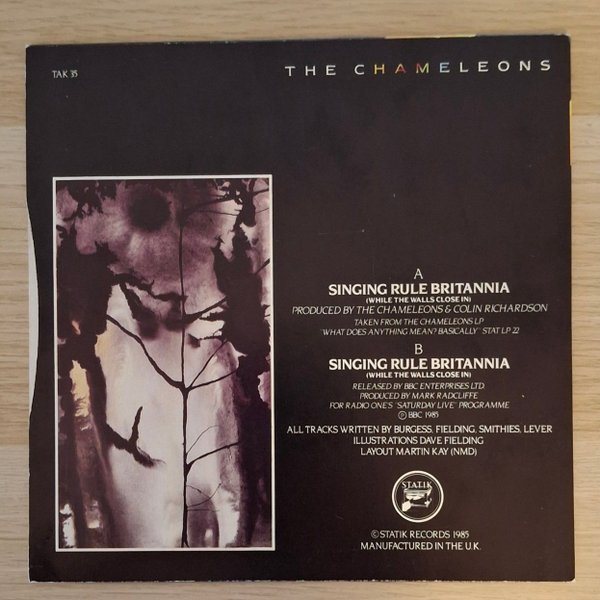 TAK 35
THE CHAMELEONS
A
SINGING RULE BRITANNIA
(WHILE THE WALLS CLOSE IN)
PRODUCED BY THE CHAMELEONS & COLIN RICHARDSON
TAKEN FROM THE CHAMELEONS LP
'WHAT DOES ANYTHING MEAN? BASICALLY' STAT LP 22
B
SINGING RULE BRITANNIA
(WHILE THE WALLS CLOSE IN)
RELEASED BY BBC ENTERPRISES LTD.
PRODUCED BY MARK RADCLIFFE
FOR RADIO ONE'S 'SATURDAY LIVE' PROGRAMME
℗ BBC 1985
ALL TRACKS WRITTEN BY BURGESS, FIELDING, SMITHIES, LEVER
ILLUSTRATIONS DAVE FIELDING
LAYOUT MARTIN KAY (NMD)
STATIK
© STATIK RECORDS 1985
MANUFACTURED IN THE U.K.